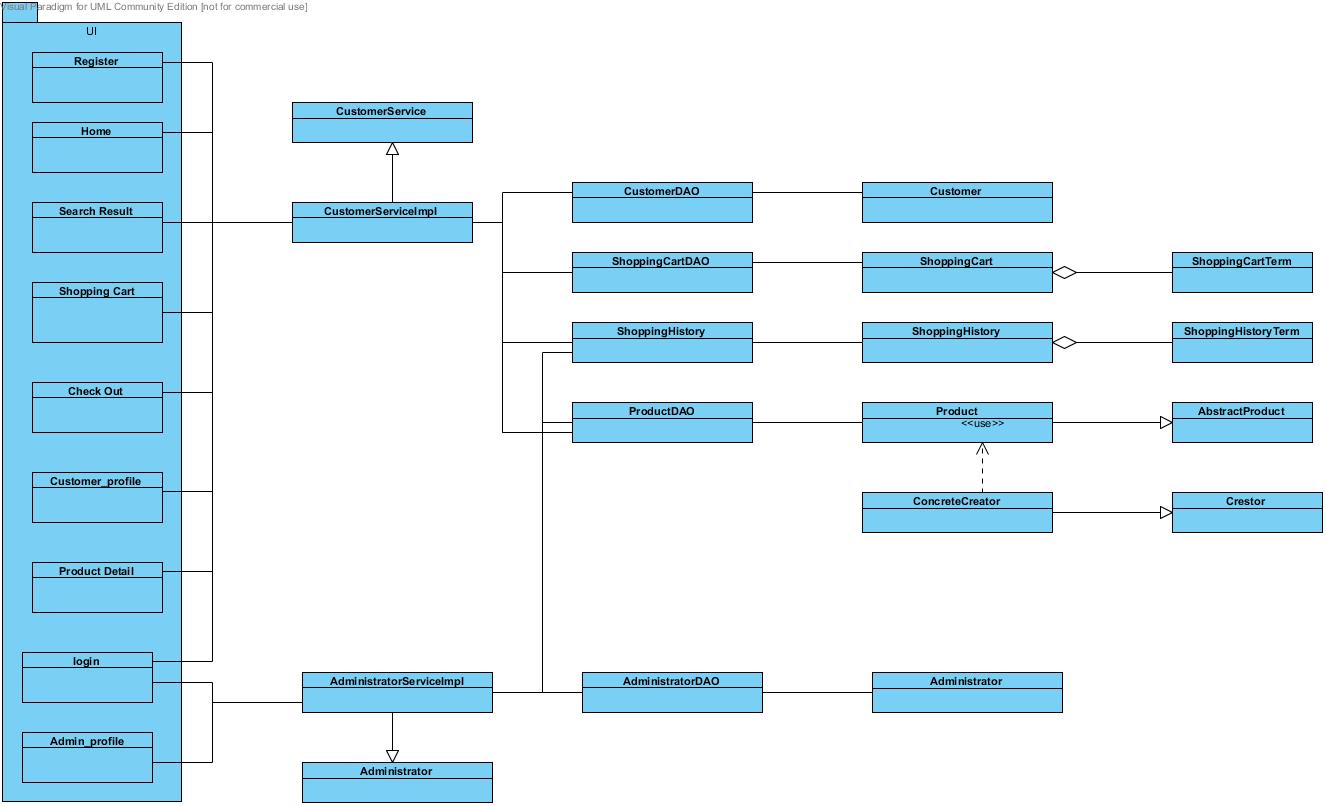 Visual Paradigm for UML Community Edition [not for commercial use]
UI
Register
Home
Search Result
Shopping Cart
Check Out
Customer_profile
Product Detail
login
Admin_profile
CustomerService
CustomerServiceImpl
CustomerDAO
Customer
ShoppingCartDAO
ShoppingCart
ShoppingCartTerm
ShoppingHistory
ShoppingHistory
ShoppingHistoryTerm
ProductDAO
Product
<<use>>
AbstractProduct
ConcreteCreator
Crestor
AdministratorServiceImpl
AdministratorDAO
Administrator
Administrator